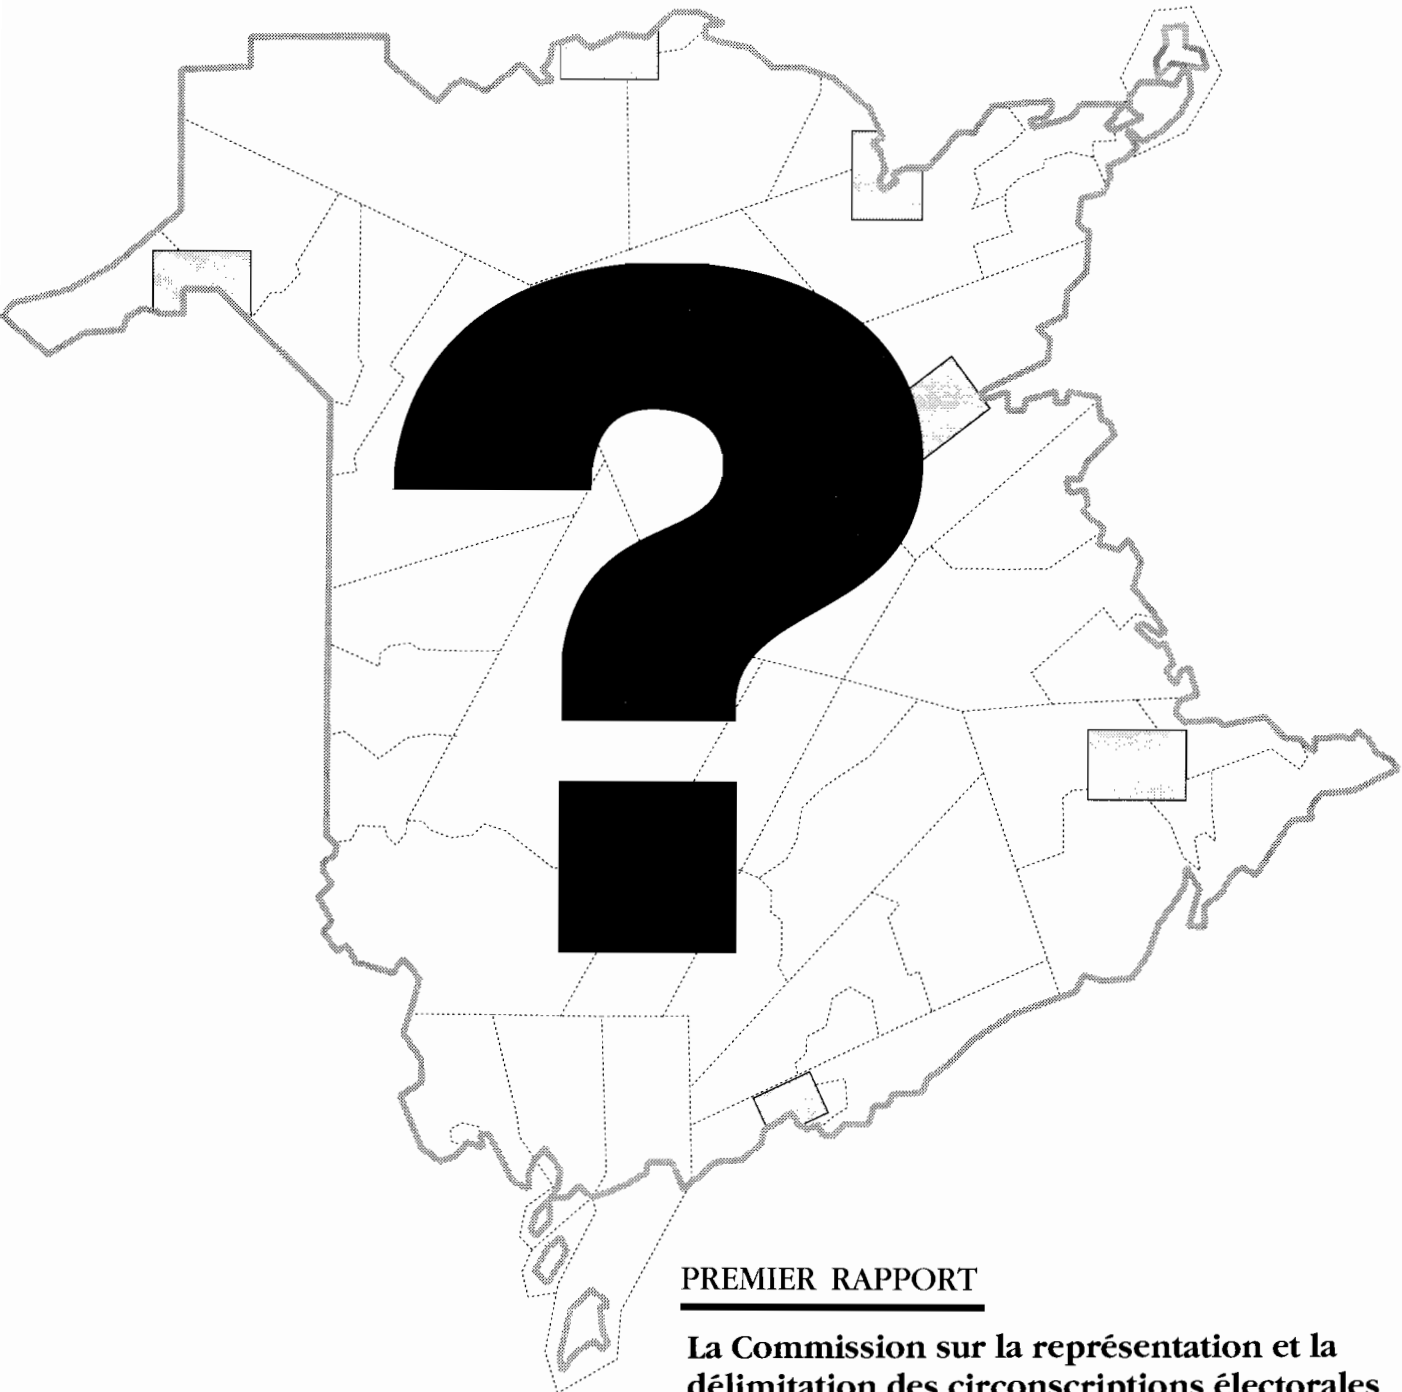 ?
PREMIER RAPPORT
La Commission sur la représentation et la
délimitation des circonscriptions électorales